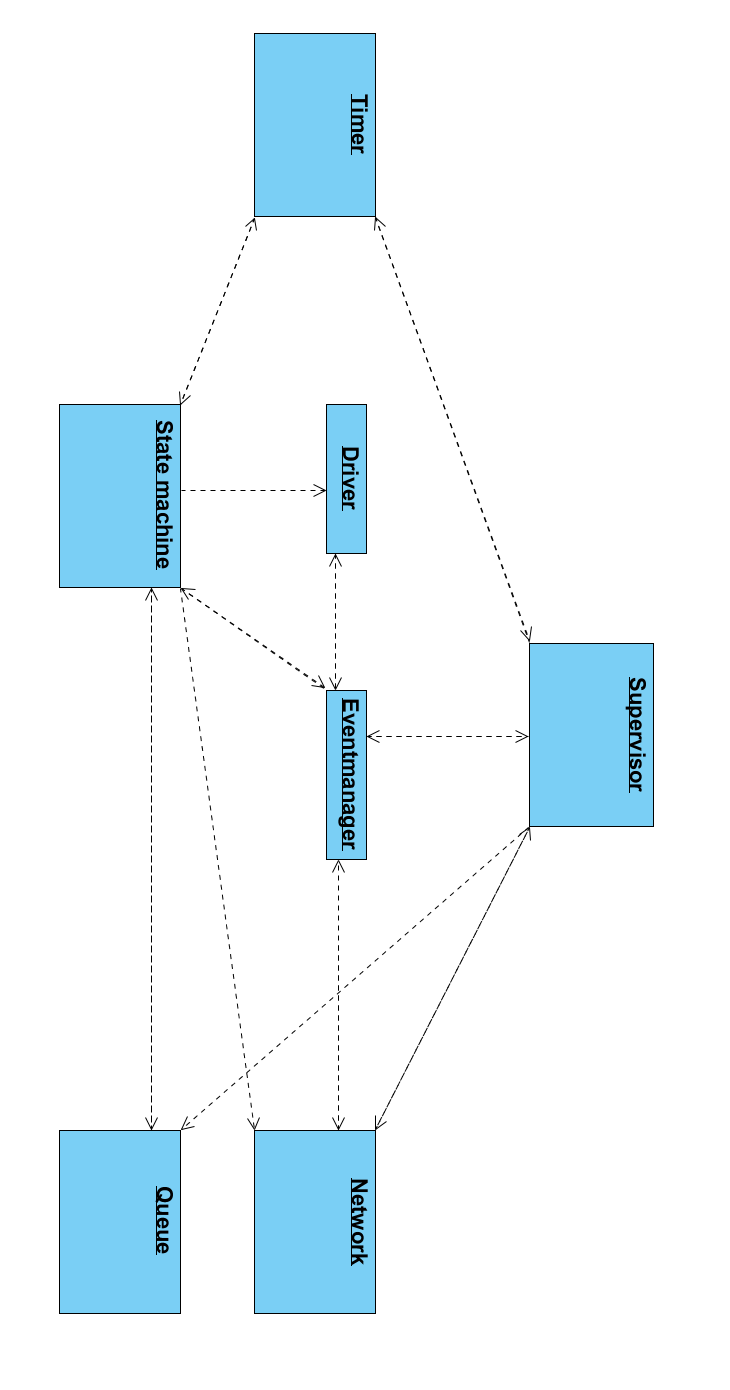 Supervisor
Timer
Driver
Eventmanager
Network
State machine
Queue